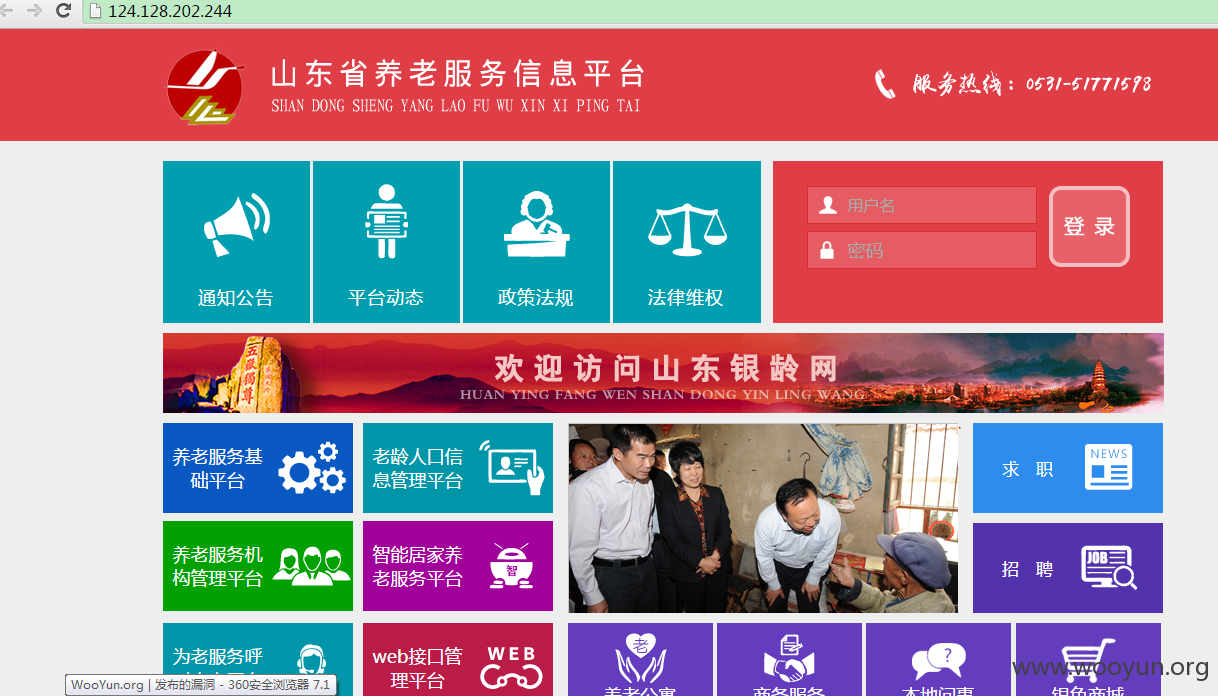 124.128.202.244
山东省养老服务信息平台
SHAN DONG SHENG YANG LAO FU WU XIN XI PING TAI
服务热线：0531-51771593
通知公告
平台动态
政策法规
法律维权
用户名
密码
登 录
五嶽獨尊
欢迎访问山东银龄网
HUAN YING FANG WEN SHAN DONG YIN LING WANG
养老服务基
础平台
老龄人口信
息管理平台
求 职
NEWS
养老服务机
构管理平台
智能居家养
老服务平台
智
招 聘
JOB
为老服务呼
web接口管
理平台
WEB
老
养老公寓
商务服务
?
本地问事
银色商城
www.wooyun.org
WooYun.org | 发布的漏洞 - 360安全浏览器 7.1